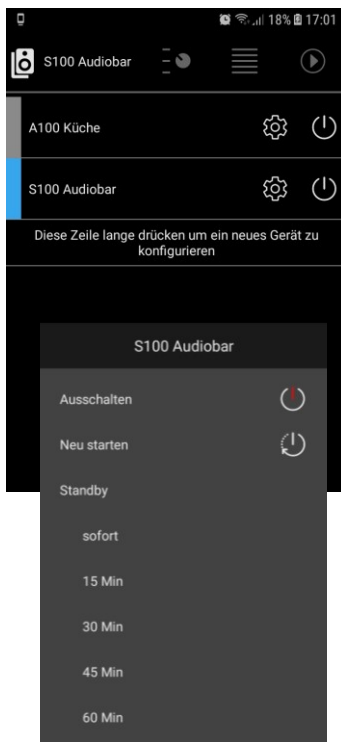 18% 17:01
S100 Audiobar
A100 Küche
S100 Audiobar
Diese Zeile lange drücken um ein neues Gerät zu
konfigurieren
S100 Audiobar
Ausschalten
Neu starten
Standby
sofort
15 Min
30 Min
45 Min
60 Min